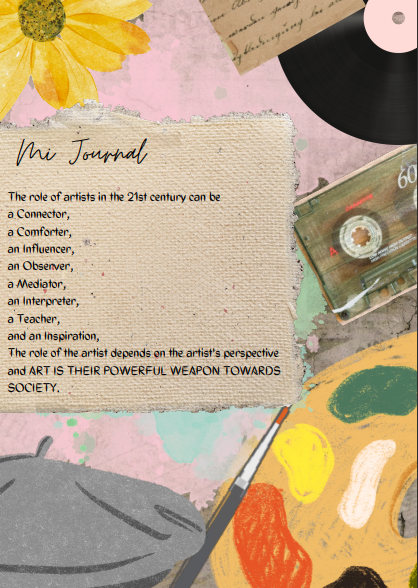 Mi Journal
The role of artists in the 21st century can be
a Connector,
a Comforter,
an Influencer,
an Observer,
a Mediator,
an Interpreter,
a Teacher,
and an Inspiration,
The role of the artist depends on the artist's perspective
and ART IS THEIR POWERFUL WEAPON TOWARDS
SOCIETY.
60